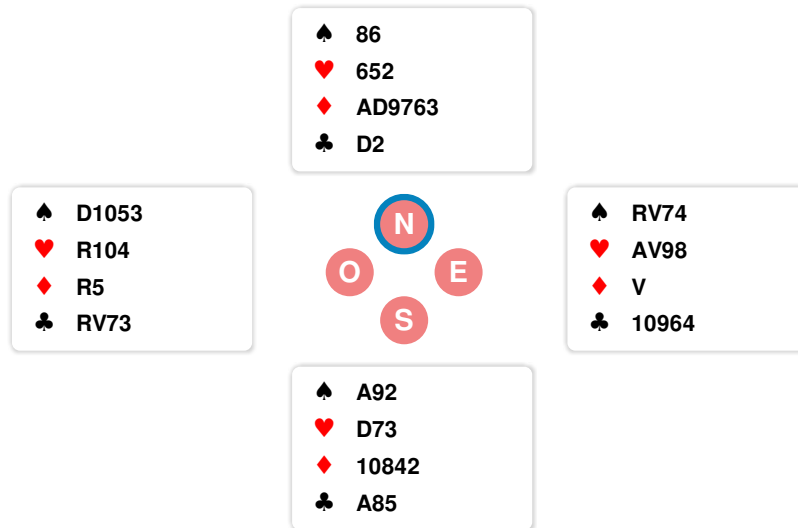 ♠ 86
♥ 652
♦ AD9763
♣ D2
♠ D1053
♥ R104
♦ R5
♣ RV73
N
O E
S
♠ RV74
♥ AV98
♦ V
♣ 10964
♠ A92
♥ D73
♦ 10842
♣ A85